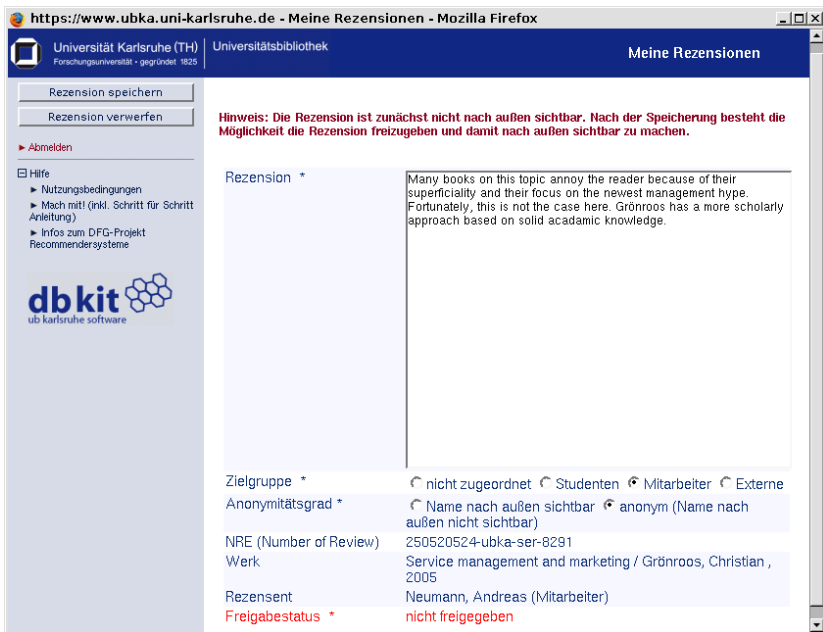 https://www.ubka.uni-karlsruhe.de - Meine Rezensionen - Mozilla Firefox
Universität Karlsruhe (TH)
Forschungsuniversität - gegründet 1825
Universitätsbibliothek
Meine Rezensionen
Rezension speichern
Rezension verwerfen
Abmelden
Hilfe
Nutzungsbedingungen
Mach mit! (inkl. Schritt für Schritt
Anleitung)
Infos zum DFG-Projekt
Recommendersysteme
dbkit
ub karlsruhe software
Hinweis: Die Rezension ist zunächst nicht nach außen sichtbar. Nach der Speicherung besteht die
Möglichkeit die Rezension freizugeben und damit nach außen sichtbar zu machen.
Rezension *
Many books on this topic annoy the reader because of their
superficiality and their focus on the newest management hype.
Fortunately, this is not the case here. Grönroos has a more scholarly
approach based on solid acadamic knowledge.
Zielgruppe * nicht zugeordnet Studenten Mitarbeiter Externe
Anonymitätsgrad * Name nach außen sichtbar anonym (Name nach
außen nicht sichtbar)
NRE (Number of Review) 250520524-ubka-ser-8291
Werk Service management and marketing / Grönroos, Christian ,
2005
Rezensent Neumann, Andreas (Mitarbeiter)
Freigabestatus * nicht freigegeben